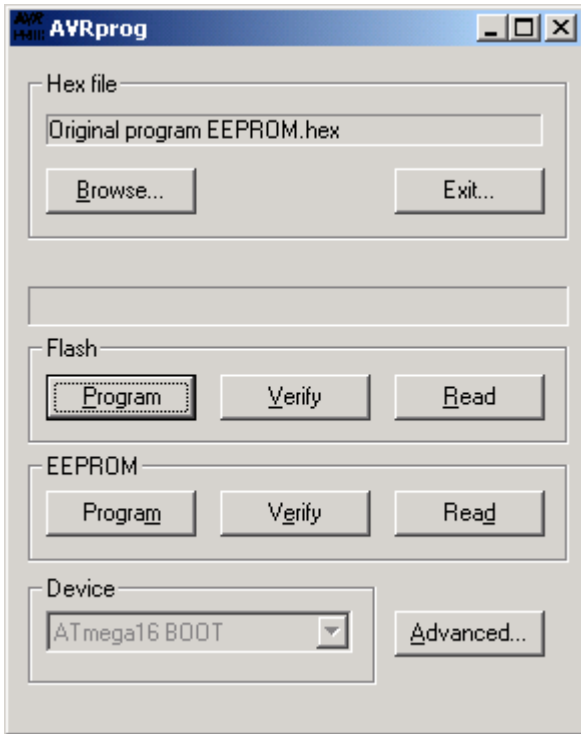 AVRprog
Hex file
Original program EEPROM.hex
Browse... Exit...
Flash
Program Verify Read
EEPROM
Program Verify Read
Device
ATmega16 BOOT Advanced...